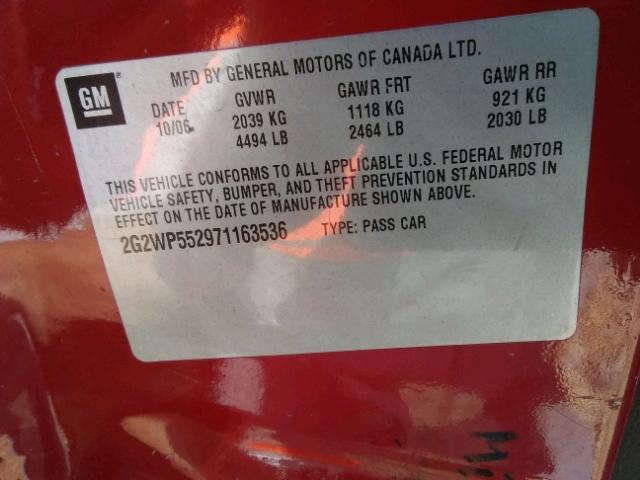 GM
MFD BY GENERAL MOTORS OF CANADA LTD.
DATE GVWR GAWR FRT GAWR RR
10/06 2039 KG 1118 KG 921 KG
4494 LB 2464 LB 2030 LB
THIS VEHICLE CONFORMS TO ALL APPLICABLE U.S. FEDERAL MOTOR
VEHICLE SAFETY, BUMPER, AND THEFT PREVENTION STANDARDS IN
EFFECT ON THE DATE OF MANUFACTURE SHOWN ABOVE.
2G2WP552971163536 TYPE: PASS CAR